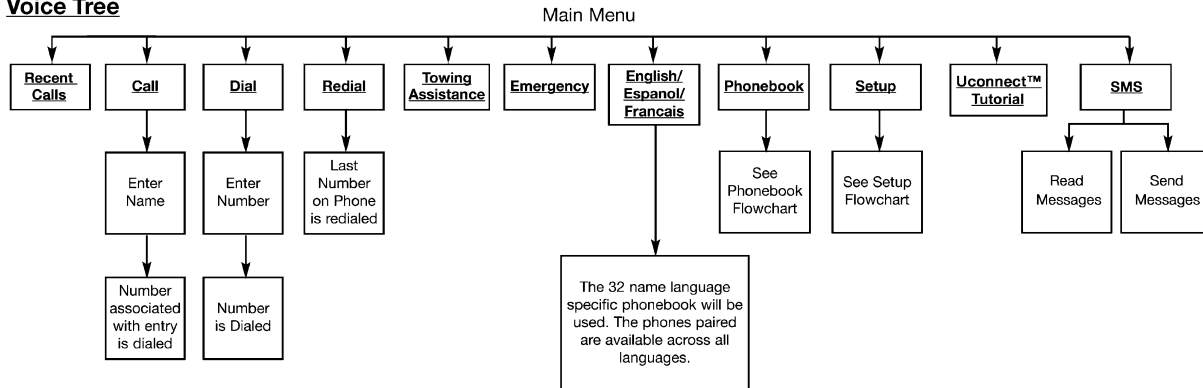 Voice Tree
Main Menu
Recent
Calls
Call
Dial
Redial
Towing
Assistance
Emergency
English/
Espanol/
Francais
Phonebook
Setup
Uconnect™
Tutorial
SMS
Enter
Name
Enter
Number
Last
Number
on Phone
is redialed
See
Phonebook
Flowchart
See Setup
Flowchart
Read
Messages
Send
Messages
Number
associated
with entry
is dialed
Number
is Dialed
The 32 name language
specific phonebook will be
used. The phones paired
are available across all
languages.